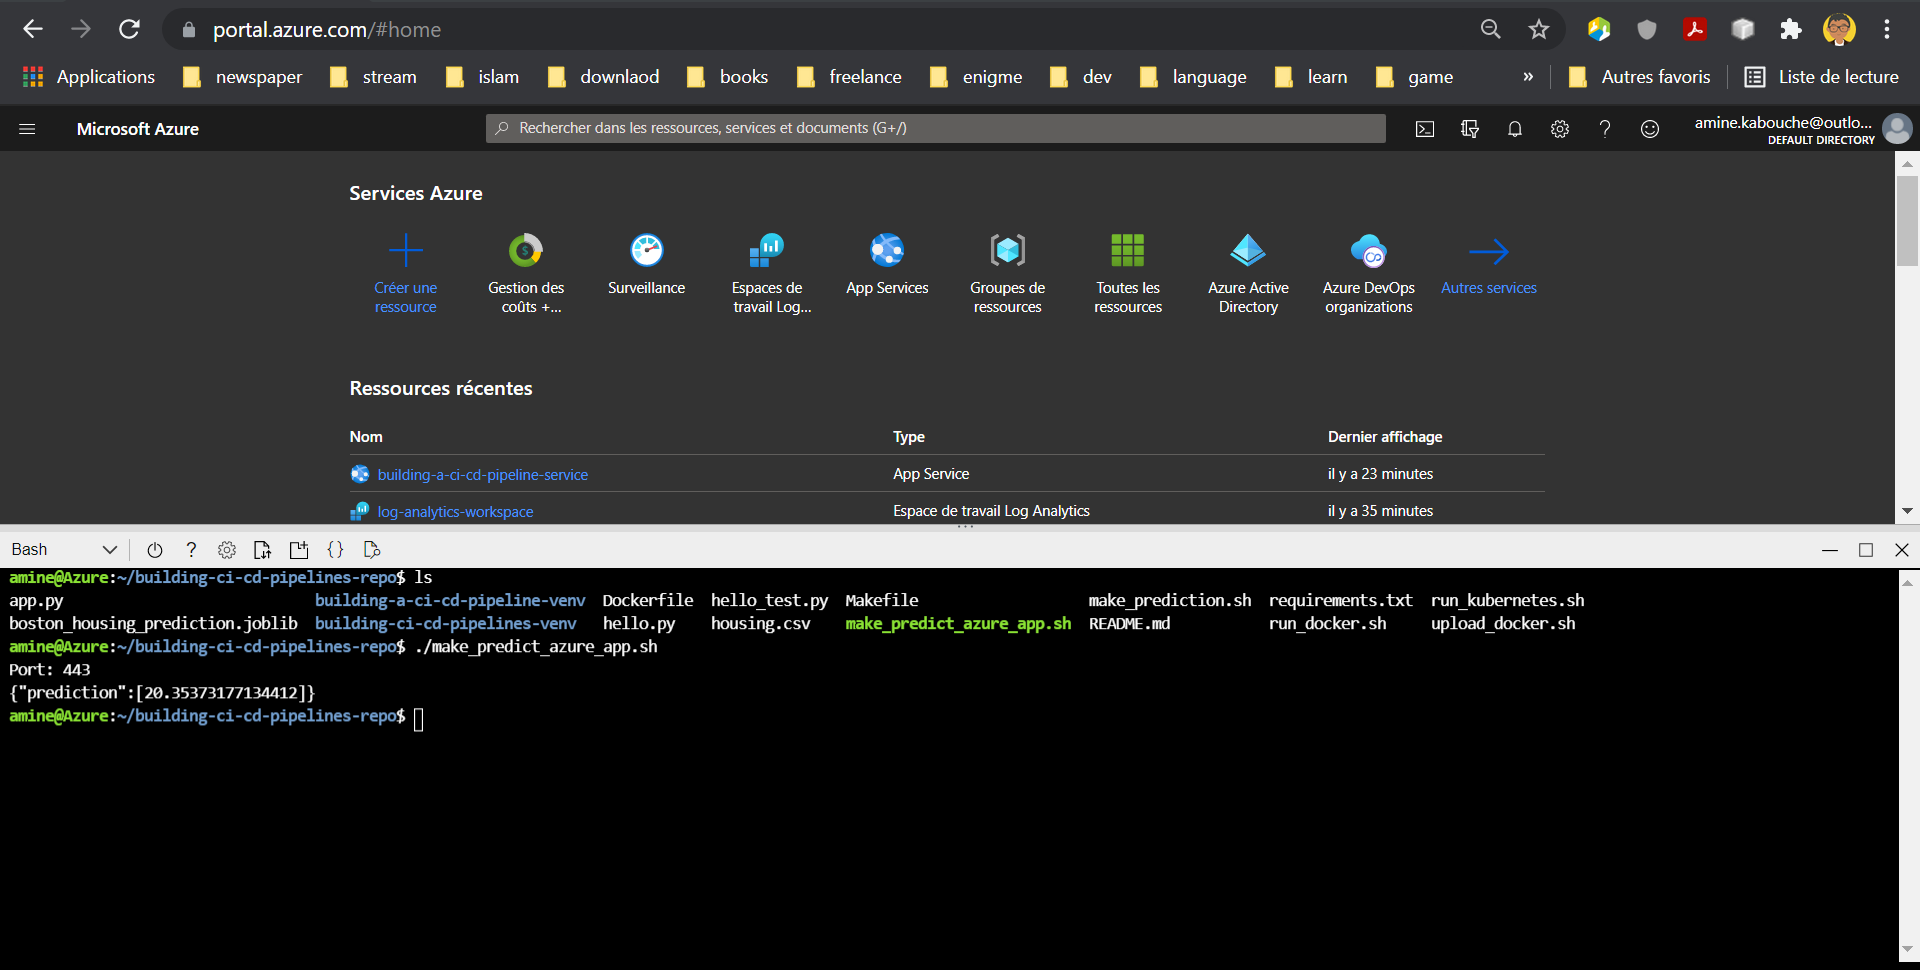 portal.azure.com/#home
Applications newspaper stream islam downlaod books freelance enigme dev language learn game » Autres favoris Liste de lecture
Microsoft Azure
Rechercher dans les ressources, services et documents (G+/)
amine.kabouche@outlo...
DEFAULT DIRECTORY
Services Azure
Créer une ressource
Gestion des coûts +...
Surveillance
Espaces de travail Log...
App Services
Groupes de ressources
Toutes les ressources
Azure Active Directory
Azure DevOps organizations
Autres services
Ressources récentes
Nom Type Dernier affichage
building-a-ci-cd-pipeline-service App Service il y a 23 minutes
log-analytics-workspace Espace de travail Log Analytics il y a 35 minutes
Bash ? {}
amine@Azure:~/building-ci-cd-pipelines-repo$ ls
app.py building-a-ci-cd-pipeline-venv Dockerfile hello_test.py Makefile make_prediction.sh requirements.txt run_kubernetes.sh
boston_housing_prediction.joblib building-ci-cd-pipelines-venv hello.py housing.csv make_predict_azure_app.sh README.md run_docker.sh upload_docker.sh
amine@Azure:~/building-ci-cd-pipelines-repo$ ./make_predict_azure_app.sh
Port: 443
{"prediction":[20.35373177134412]}
amine@Azure:~/building-ci-cd-pipelines-repo$